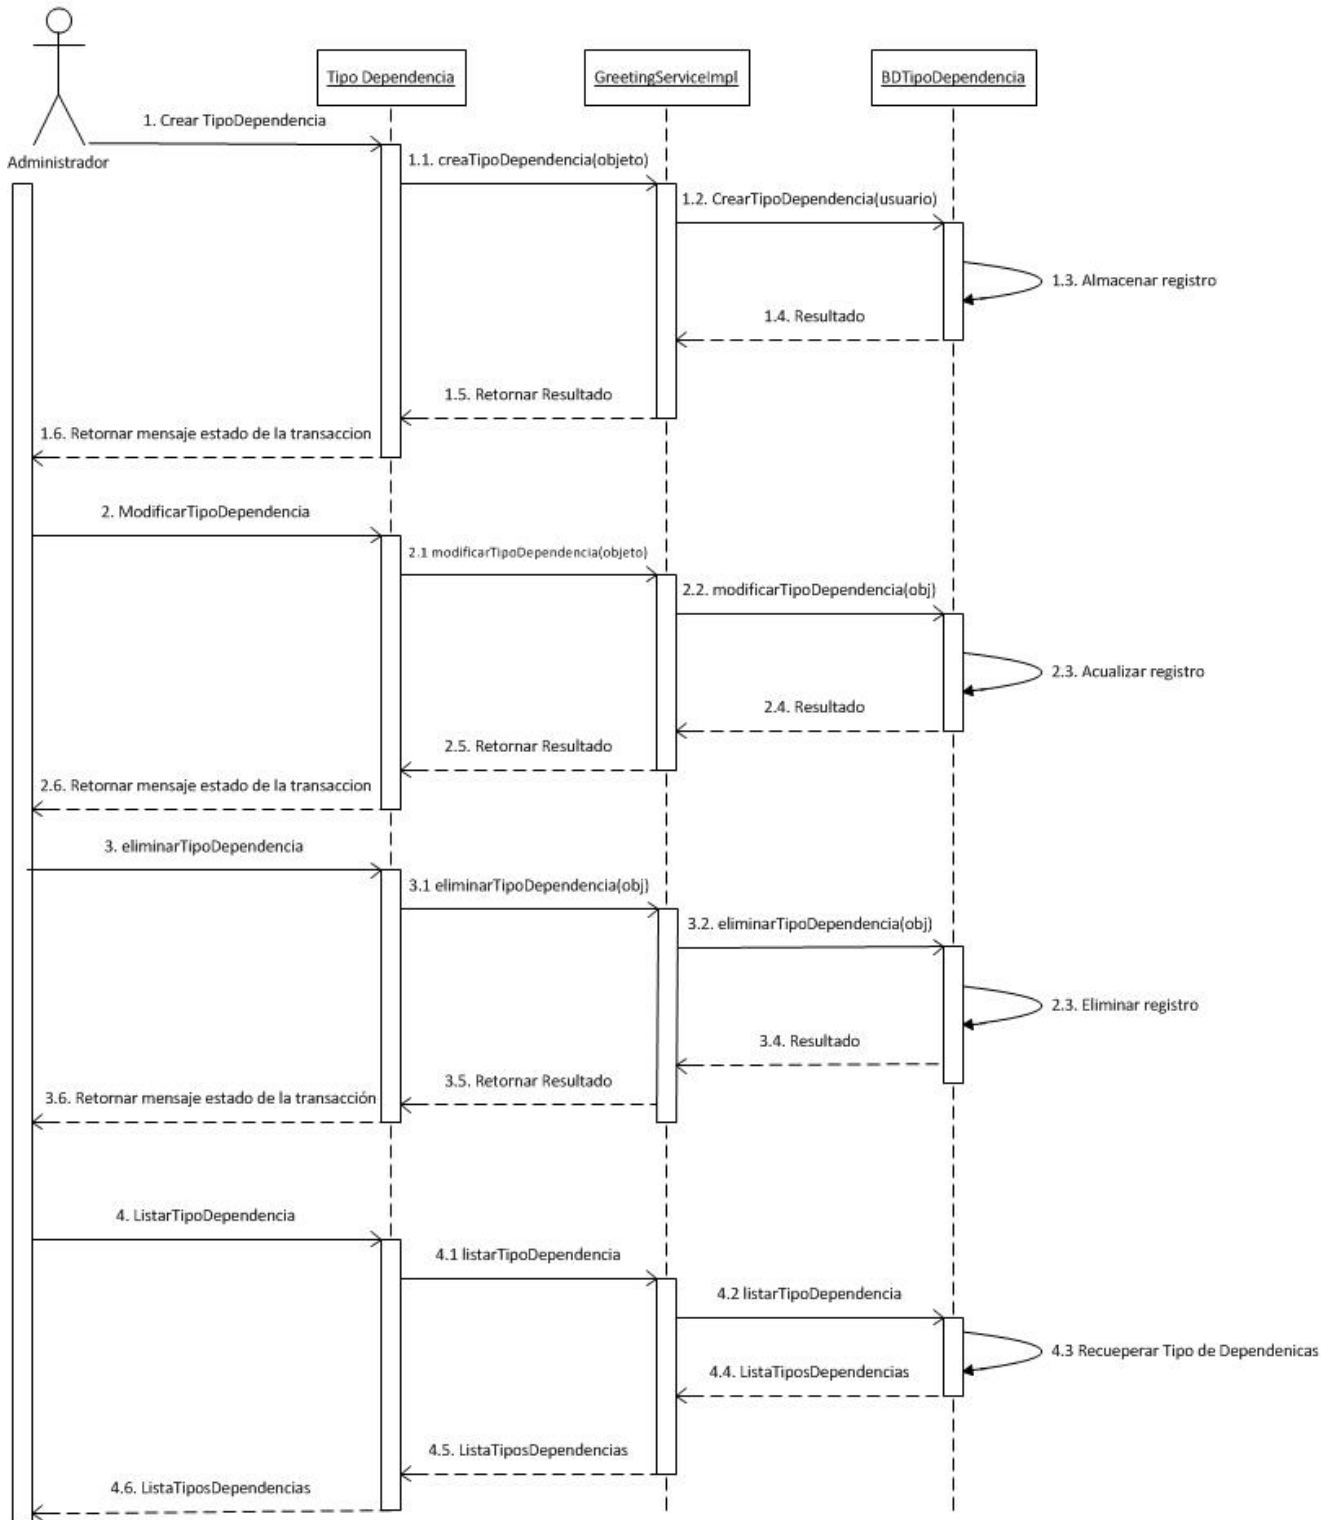 Tipo Dependencia
GreetingServiceImpl
BDTipoDependencia
1. Crear TipoDependencia
Administrador
1.1. creaTipoDependencia(objeto)
1.2. CrearTipoDependencia(usuario)
1.3. Almacenar registro
1.4. Resultado
1.5. Retornar Resultado
1.6. Retornar mensaje estado de la transaccion
2. ModificarTipoDependencia
2.1 modificarTipoDependencia(objeto)
2.2. modificarTipoDependencia(obj)
2.3. Acualizar registro
2.4. Resultado
2.5. Retornar Resultado
2.6. Retornar mensaje estado de la transaccion
3. eliminarTipoDependencia
3.1 eliminarTipoDependencia(obj)
3.2. eliminarTipoDependencia(obj)
2.3. Eliminar registro
3.4. Resultado
3.5. Retornar Resultado
3.6. Retornar mensaje estado de la transacción
4. ListarTipoDependencia
4.1 listarTipoDependencia
4.2 listarTipoDependencia
4.3 Recueperar Tipo de Dependenicas
4.4. ListaTiposDependencias
4.5. ListaTiposDependencias
4.6. ListaTiposDependencias